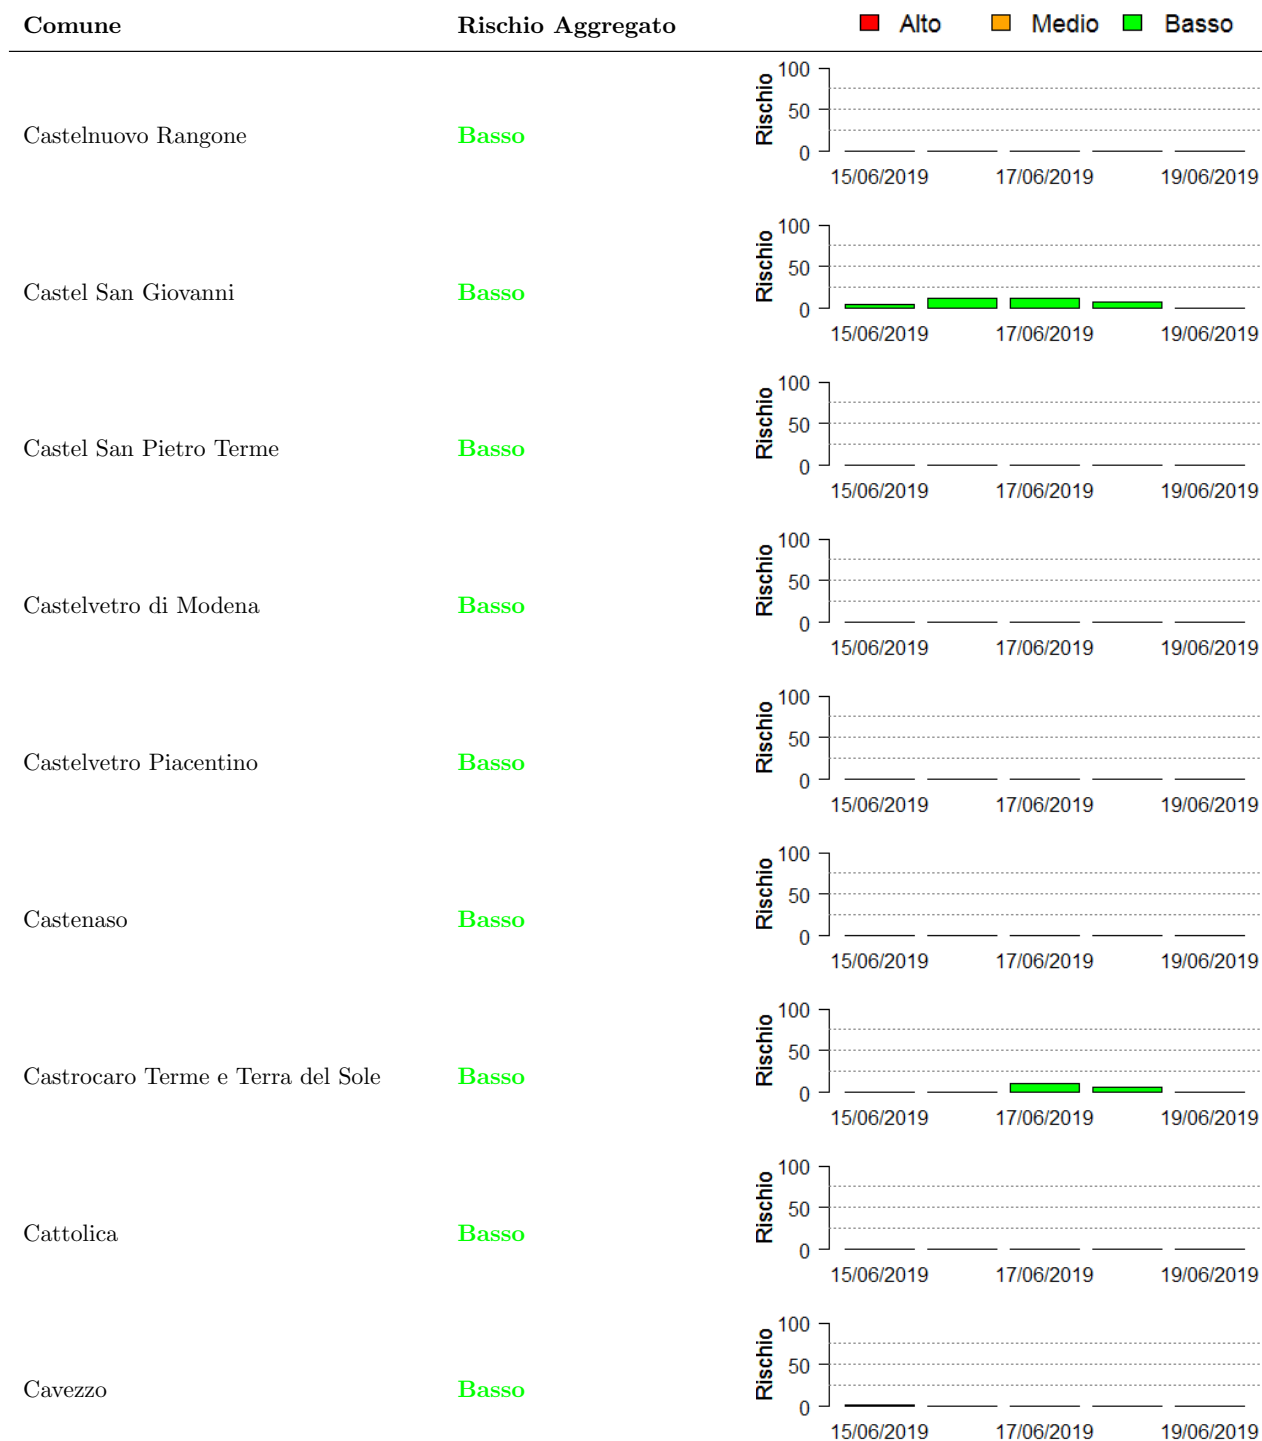 Comune Rischio Aggregato Alto Medio Basso
Castelnuovo Rangone Basso Rischio 100 50 0
15/06/2019 17/06/2019 19/06/2019
Castel San Giovanni Basso Rischio 100 50 0
15/06/2019 17/06/2019 19/06/2019
Castel San Pietro Terme Basso Rischio 100 50 0
15/06/2019 17/06/2019 19/06/2019
Castelvetro di Modena Basso Rischio 100 50 0
15/06/2019 17/06/2019 19/06/2019
Castelvetro Piacentino Basso Rischio 100 50 0
15/06/2019 17/06/2019 19/06/2019
Castenaso Basso Rischio 100 50 0
15/06/2019 17/06/2019 19/06/2019
Castrocaro Terme e Terra del Sole Basso Rischio 100 50 0
15/06/2019 17/06/2019 19/06/2019
Cattolica Basso Rischio 100 50 0
15/06/2019 17/06/2019 19/06/2019
Cavezzo Basso Rischio 100 50 0
15/06/2019 17/06/2019 19/06/2019